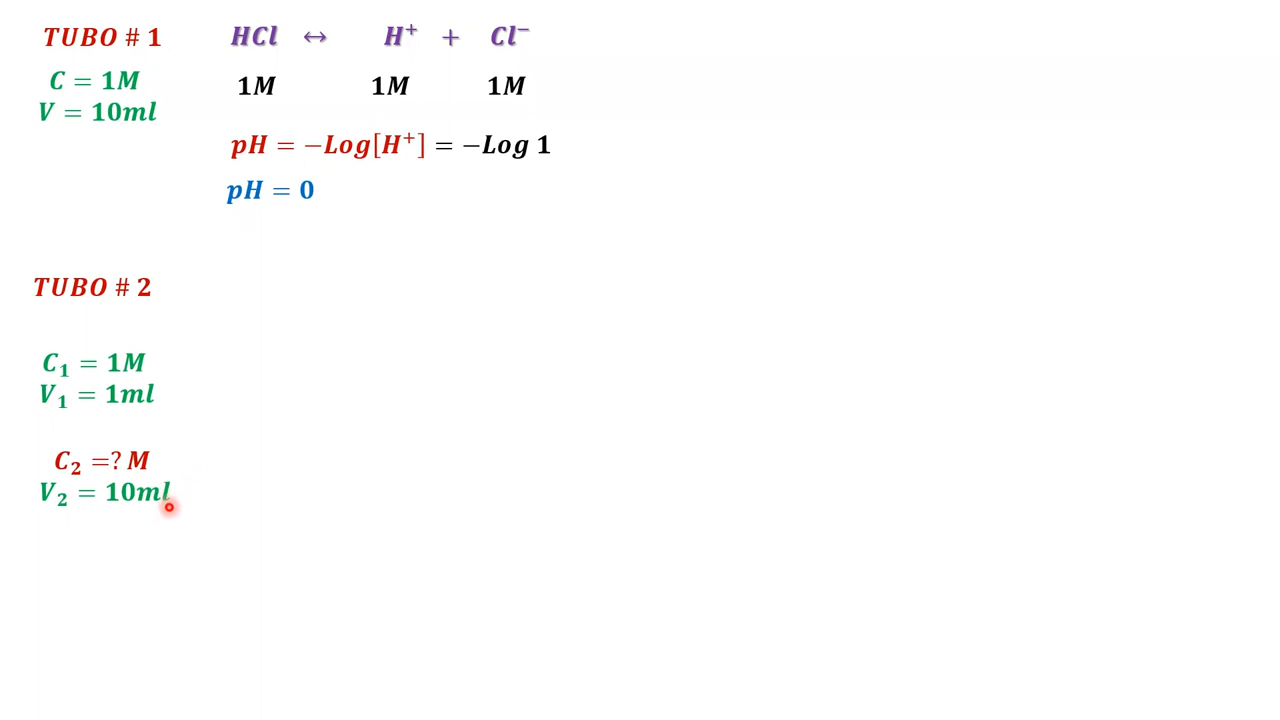 TUBO # 1 HCl ↔ H⁺ + Cl⁻
C = 1M
V = 10ml
1M 1M 1M
pH = −Log[H⁺] = −Log 1
pH = 0
TUBO # 2
C₁ = 1M
V₁ = 1ml
C₂ =? M
V₂ = 10ml